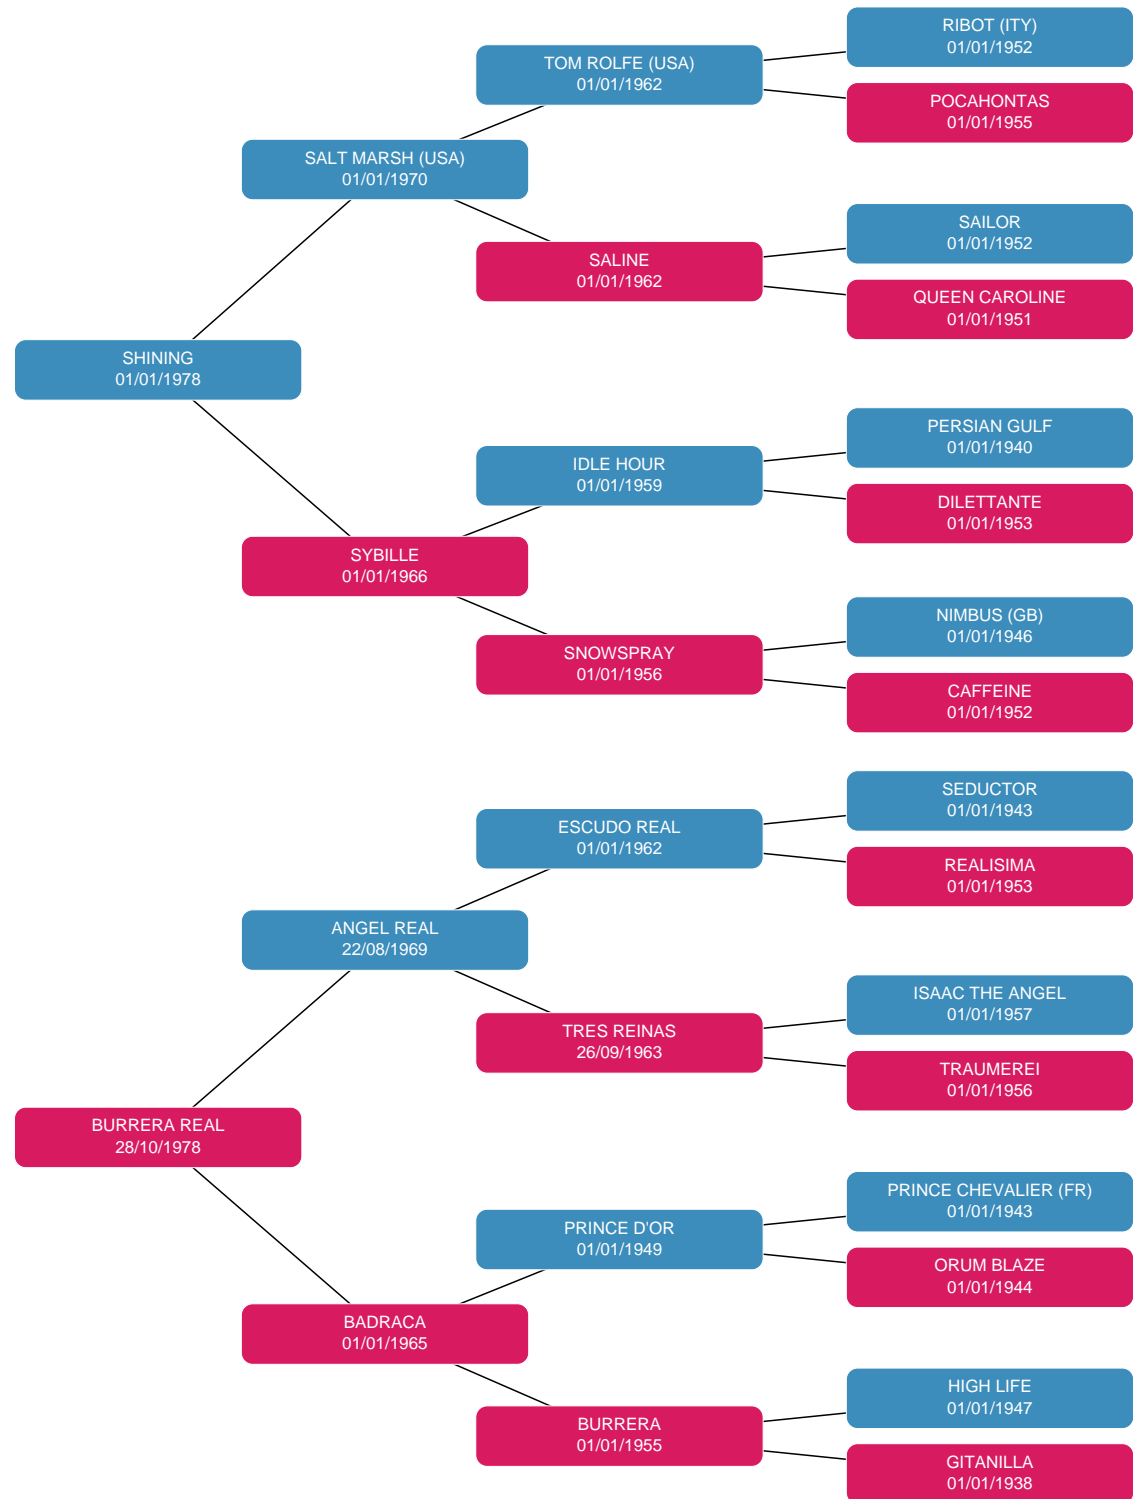 RIBOT (ITY)
01/01/1952
TOM ROLFE (USA)
01/01/1962
POCAHONTAS
01/01/1955
SALT MARSH (USA)
01/01/1970
SAILOR
01/01/1952
SALINE
01/01/1962
QUEEN CAROLINE
01/01/1951
SHINING
01/01/1978
PERSIAN GULF
01/01/1940
IDLE HOUR
01/01/1959
DILETTANTE
01/01/1953
SYBILLE
01/01/1966
NIMBUS (GB)
01/01/1946
SNOWSPRAY
01/01/1956
CAFFEINE
01/01/1952
SEDUCTOR
01/01/1943
ESCUDO REAL
01/01/1962
REALISIMA
01/01/1953
ANGEL REAL
22/08/1969
ISAAC THE ANGEL
01/01/1957
TRES REINAS
26/09/1963
TRAUMEREI
01/01/1956
BURRERA REAL
28/10/1978
PRINCE CHEVALIER (FR)
01/01/1943
PRINCE D'OR
01/01/1949
ORUM BLAZE
01/01/1944
BADRACA
01/01/1965
HIGH LIFE
01/01/1947
BURRERA
01/01/1955
GITANILLA
01/01/1938